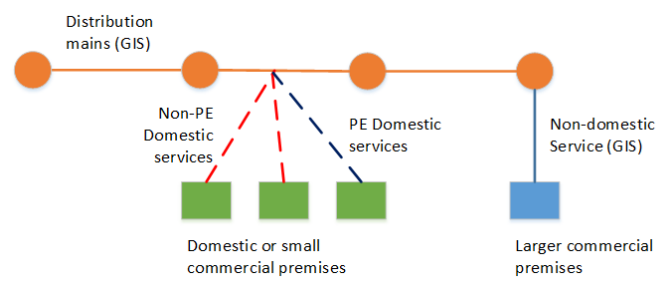 Distribution
mains (GIS)
Non-PE
Domestic
services
PE Domestic
services
Non-domestic
Service (GIS)
Domestic or small
commercial premises
Larger commercial
premises